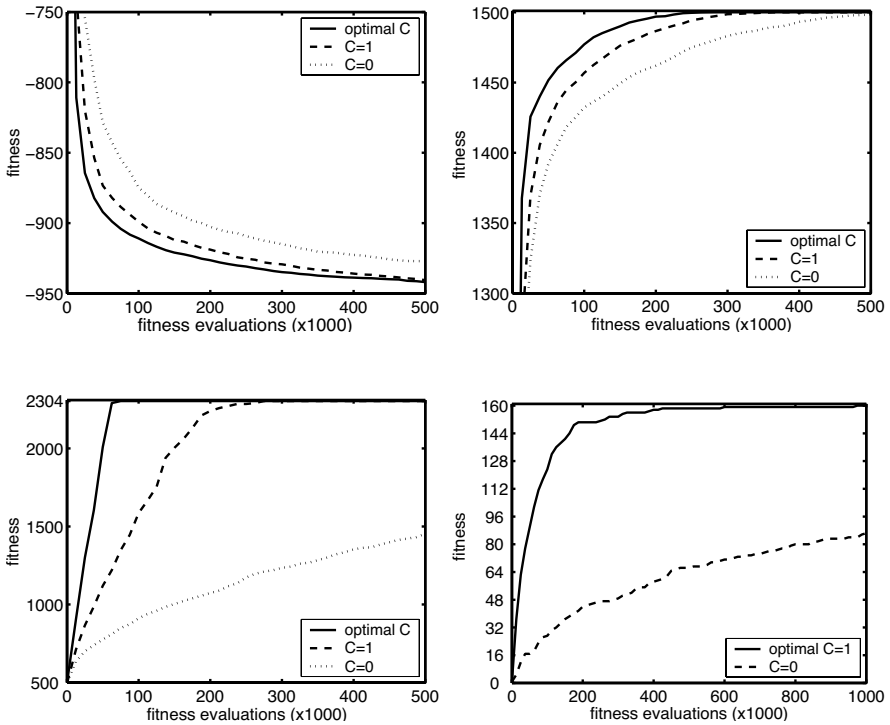 −750
−800
−850
−900
−950
fitness
0
100
200
300
400
500
fitness evaluations (x1000)
optimal C
C=1
C=0
1500
1450
1400
1350
1300
fitness
0
100
200
300
400
500
fitness evaluations (x1000)
optimal C
C=1
C=0
2304
2000
1500
1000
500
fitness
0
100
200
300
400
500
fitness evaluations (x1000)
optimal C
C=1
C=0
160
144
128
112
96
80
64
48
32
16
0
fitness
0
200
400
600
800
1000
fitness evaluations (x1000)
optimal C=1
C=0